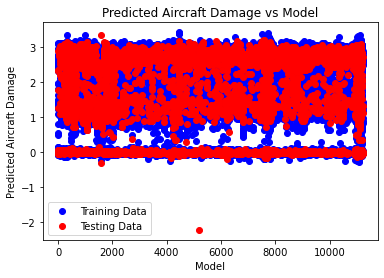 Predicted Aircraft Damage vs Model
Predicted Aircraft Damage
3
2
1
0
−1
−2
Training Data
Testing Data
0
2000
4000
6000
8000
10000
Model